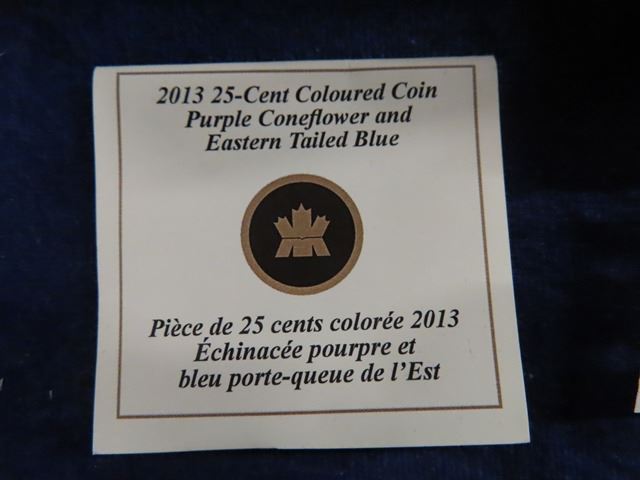 2013 25-Cent Coloured Coin
Purple Coneflower and
Eastern Tailed Blue
Pièce de 25 cents colorée 2013
Échinacée pourpre et
bleu porte-queue de l'Est